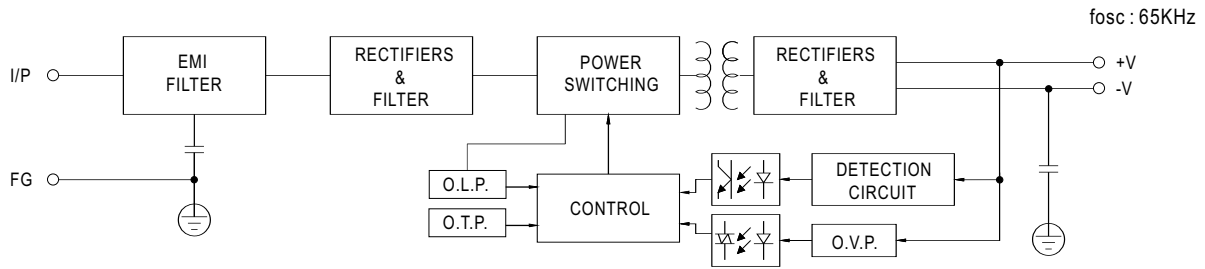 fosc : 65KHz
I/P
EMI
FILTER
RECTIFIERS
&
FILTER
POWER
SWITCHING
RECTIFIERS
&
FILTER
+V
-V
FG
O.L.P.
O.T.P.
CONTROL
DETECTION
CIRCUIT
O.V.P.